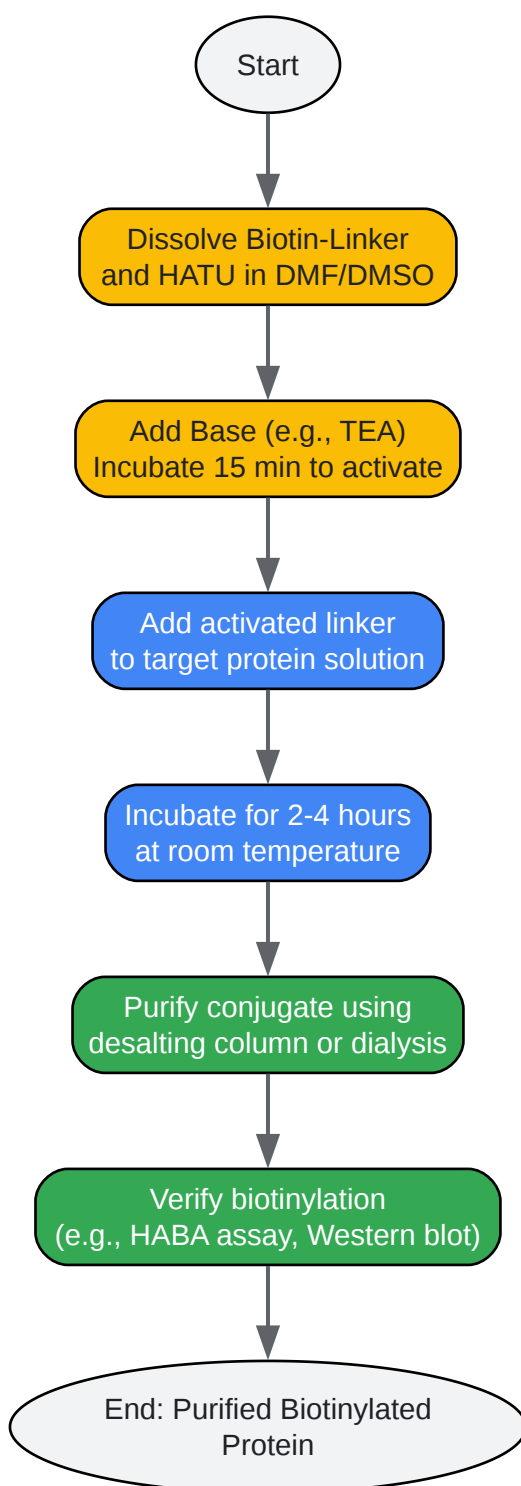 Start
Dissolve Biotin-Linker
and HATU in DMF/DMSO
Add Base (e.g., TEA)
Incubate 15 min to activate
Add activated linker
to target protein solution
Incubate for 2-4 hours
at room temperature
Purify conjugate using
desalting column or dialysis
Verify biotinylation
(e.g., HABA assay, Western blot)
End: Purified Biotinylated
Protein